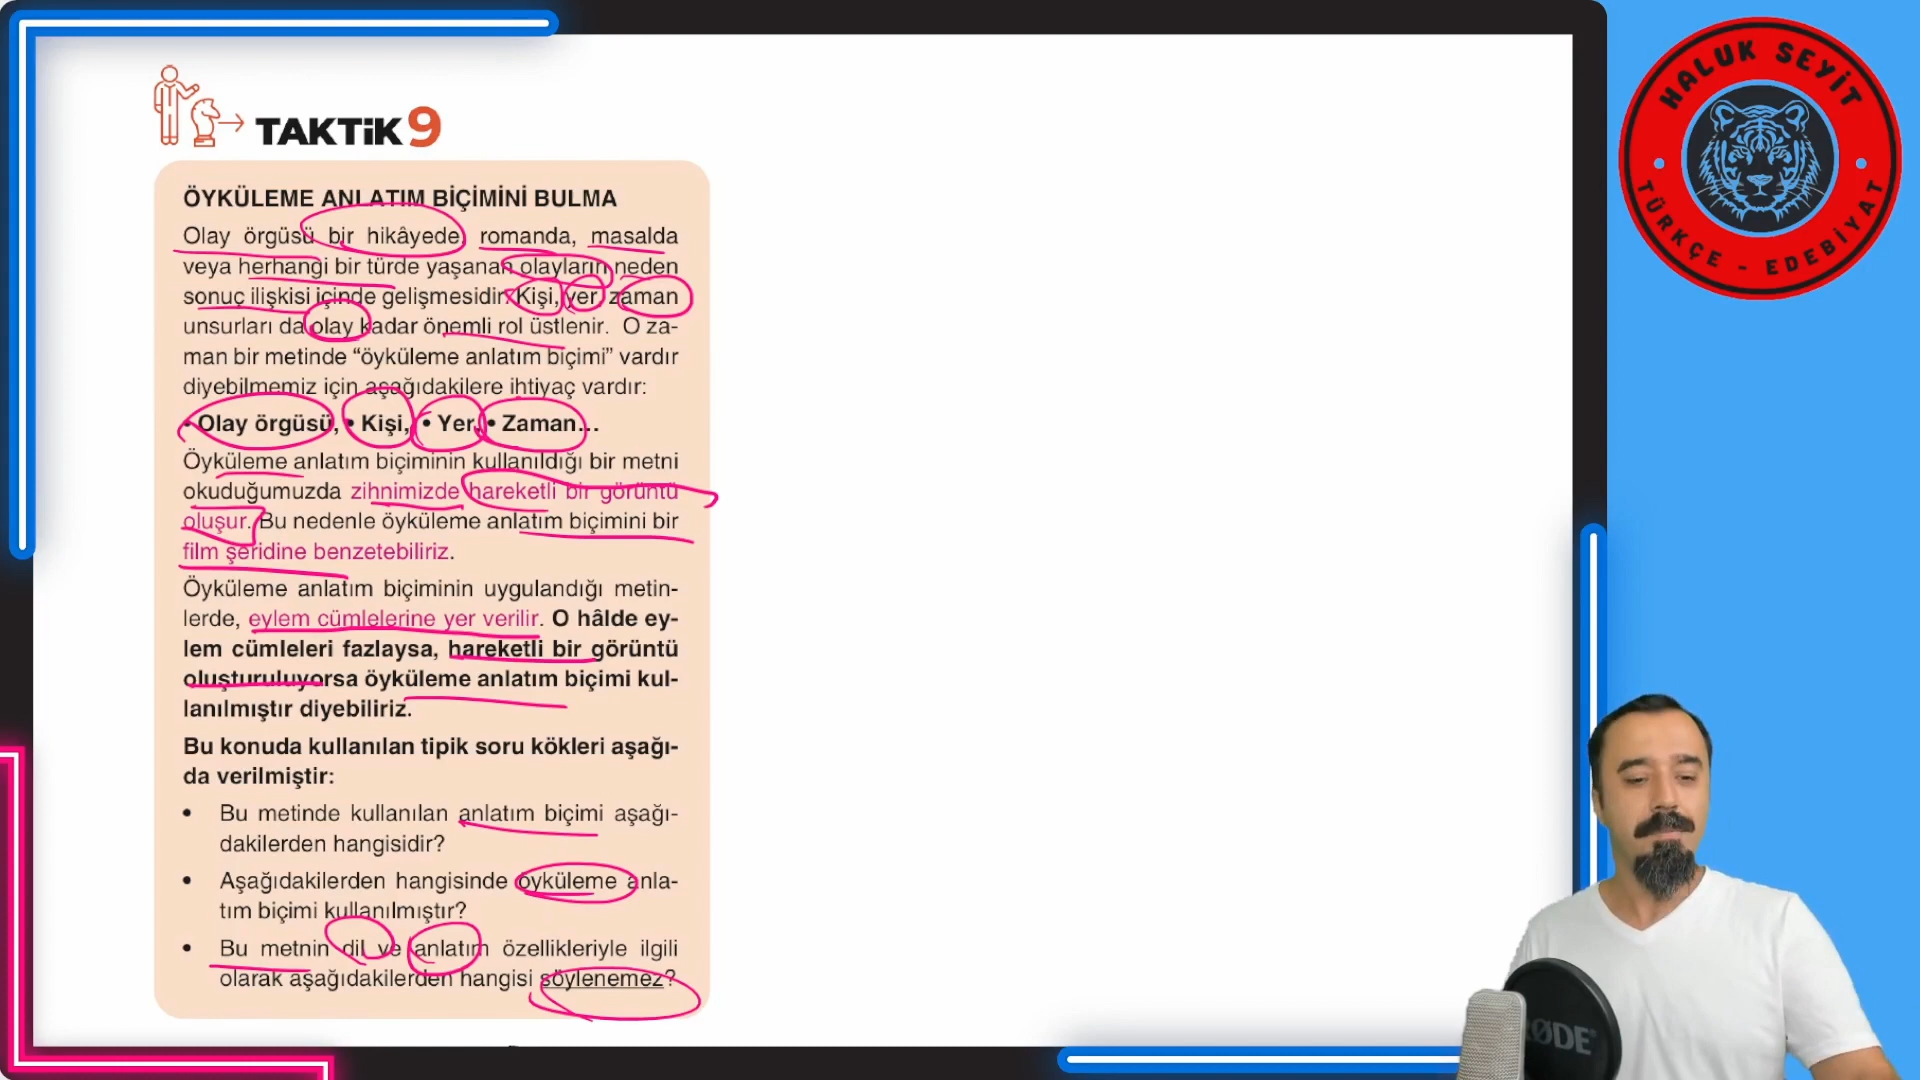 TAKTiK 9
ÖYKÜLEME ANLATIM BİÇİMİNİ BULMA
Olay örgüsü bir hikâyede, romanda, masalda
veya herhangi bir türde yaşanan olayların neden
sonuç ilişkisi içinde gelişmesidir. Kişi, yer, zaman
unsurları da olay kadar önemli rol üstlenir. O za-
man bir metinde “öyküleme anlatım biçimi” vardır
diyebilmemiz için aşağıdakilere ihtiyaç vardır:
• Olay örgüsü, • Kişi, • Yer, • Zaman...
Öyküleme anlatım biçiminin kullanıldığı bir metni
okuduğumuzda zihnimizde hareketli bir görüntü
oluşur. Bu nedenle öyküleme anlatım biçimini bir
film şeridine benzetebiliriz.
Öyküleme anlatım biçiminin uygulandığı metin-
lerde, eylem cümlelerine yer verilir. O hâlde ey-
lem cümleleri fazlaysa, hareketli bir görüntü
oluşturuluyorsa öyküleme anlatım biçimi kul-
lanılmıştır diyebiliriz.
Bu konuda kullanılan tipik soru kökleri aşağı-
da verilmiştir:
• Bu metinde kullanılan anlatım biçimi aşağı-
dakilerden hangisidir?
• Aşağıdakilerden hangisinde öyküleme anla-
tım biçimi kullanılmıştır?
• Bu metnin dil ve anlatım özellikleriyle ilgili
olarak aşağıdakilerden hangisi söylenemez?
HALUK SEYİT
TÜRKÇE - EDEBİYAT
RØDE